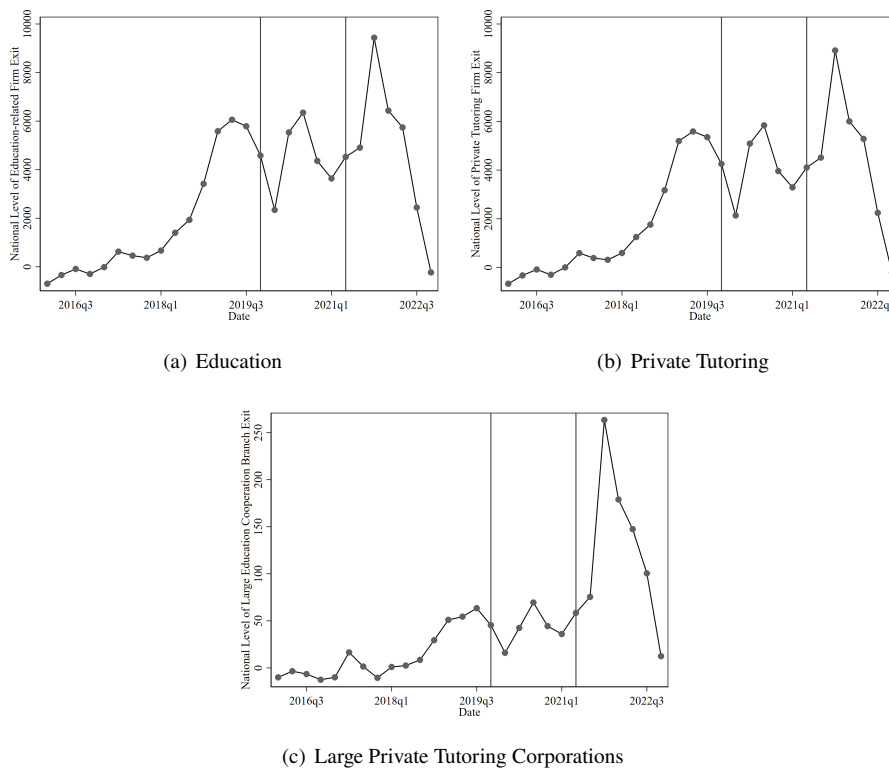 National Level of Education-related Firm Exit
10000
8000
6000
4000
2000
0
2016q3 2018q1 2019q3 2021q1 2022q3
Date
(a) Education
National Level of Private Tutoring Firm Exit
10000
8000
6000
4000
2000
0
2016q3 2018q1 2019q3 2021q1 2022q
Date
(b) Private Tutoring
National Level of Large Education Cooperation Branch Exit
250
200
150
100
50
0
2016q3 2018q1 2019q3 2021q1 2022q3
Date
(c) Large Private Tutoring Corporations